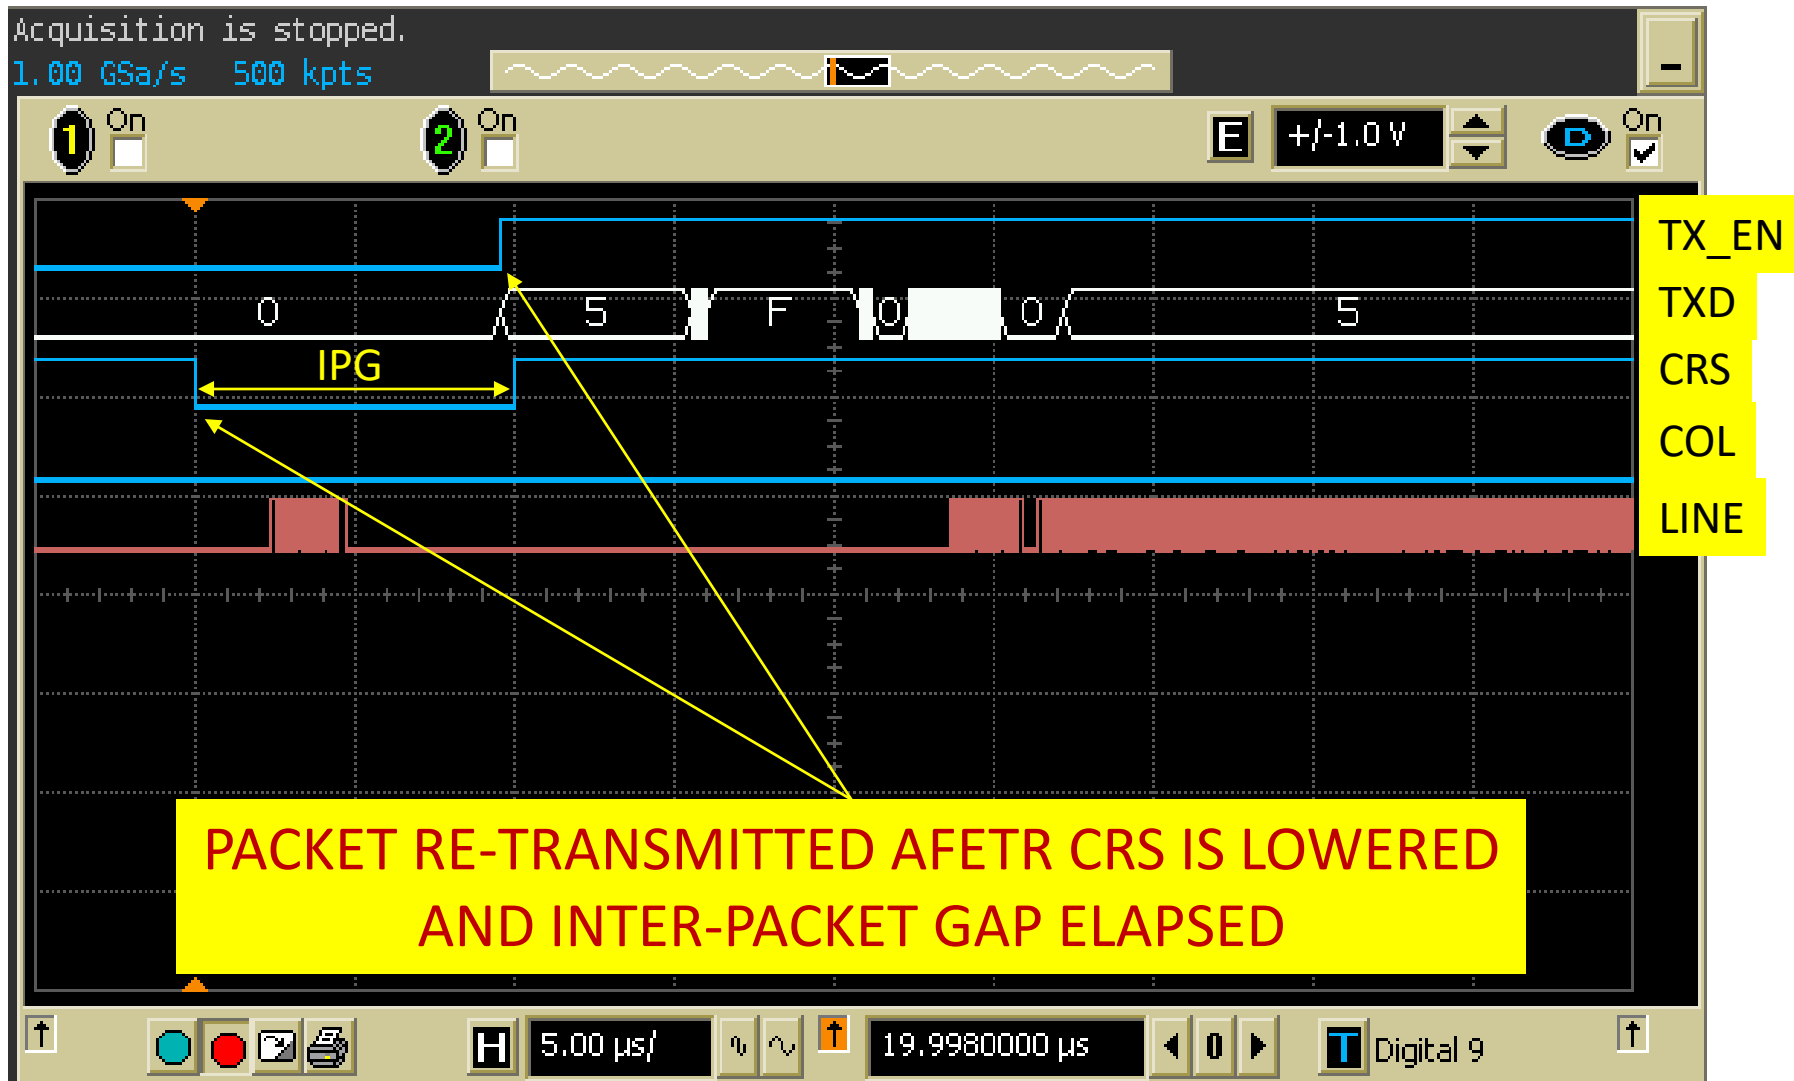 Acquisition is stopped.
1.00 GSa/s 500 kpts
1 On 2 On E +/-1.0 V D On
TX_EN
0 5 F 0 0 5 TXD
IPG CRS
COL
LINE
PACKET RE-TRANSMITTED AFETR CRS IS LOWERED
AND INTER-PACKET GAP ELAPSED
H 5.00 µs/ 19.9980000 µs 0 T Digital 9